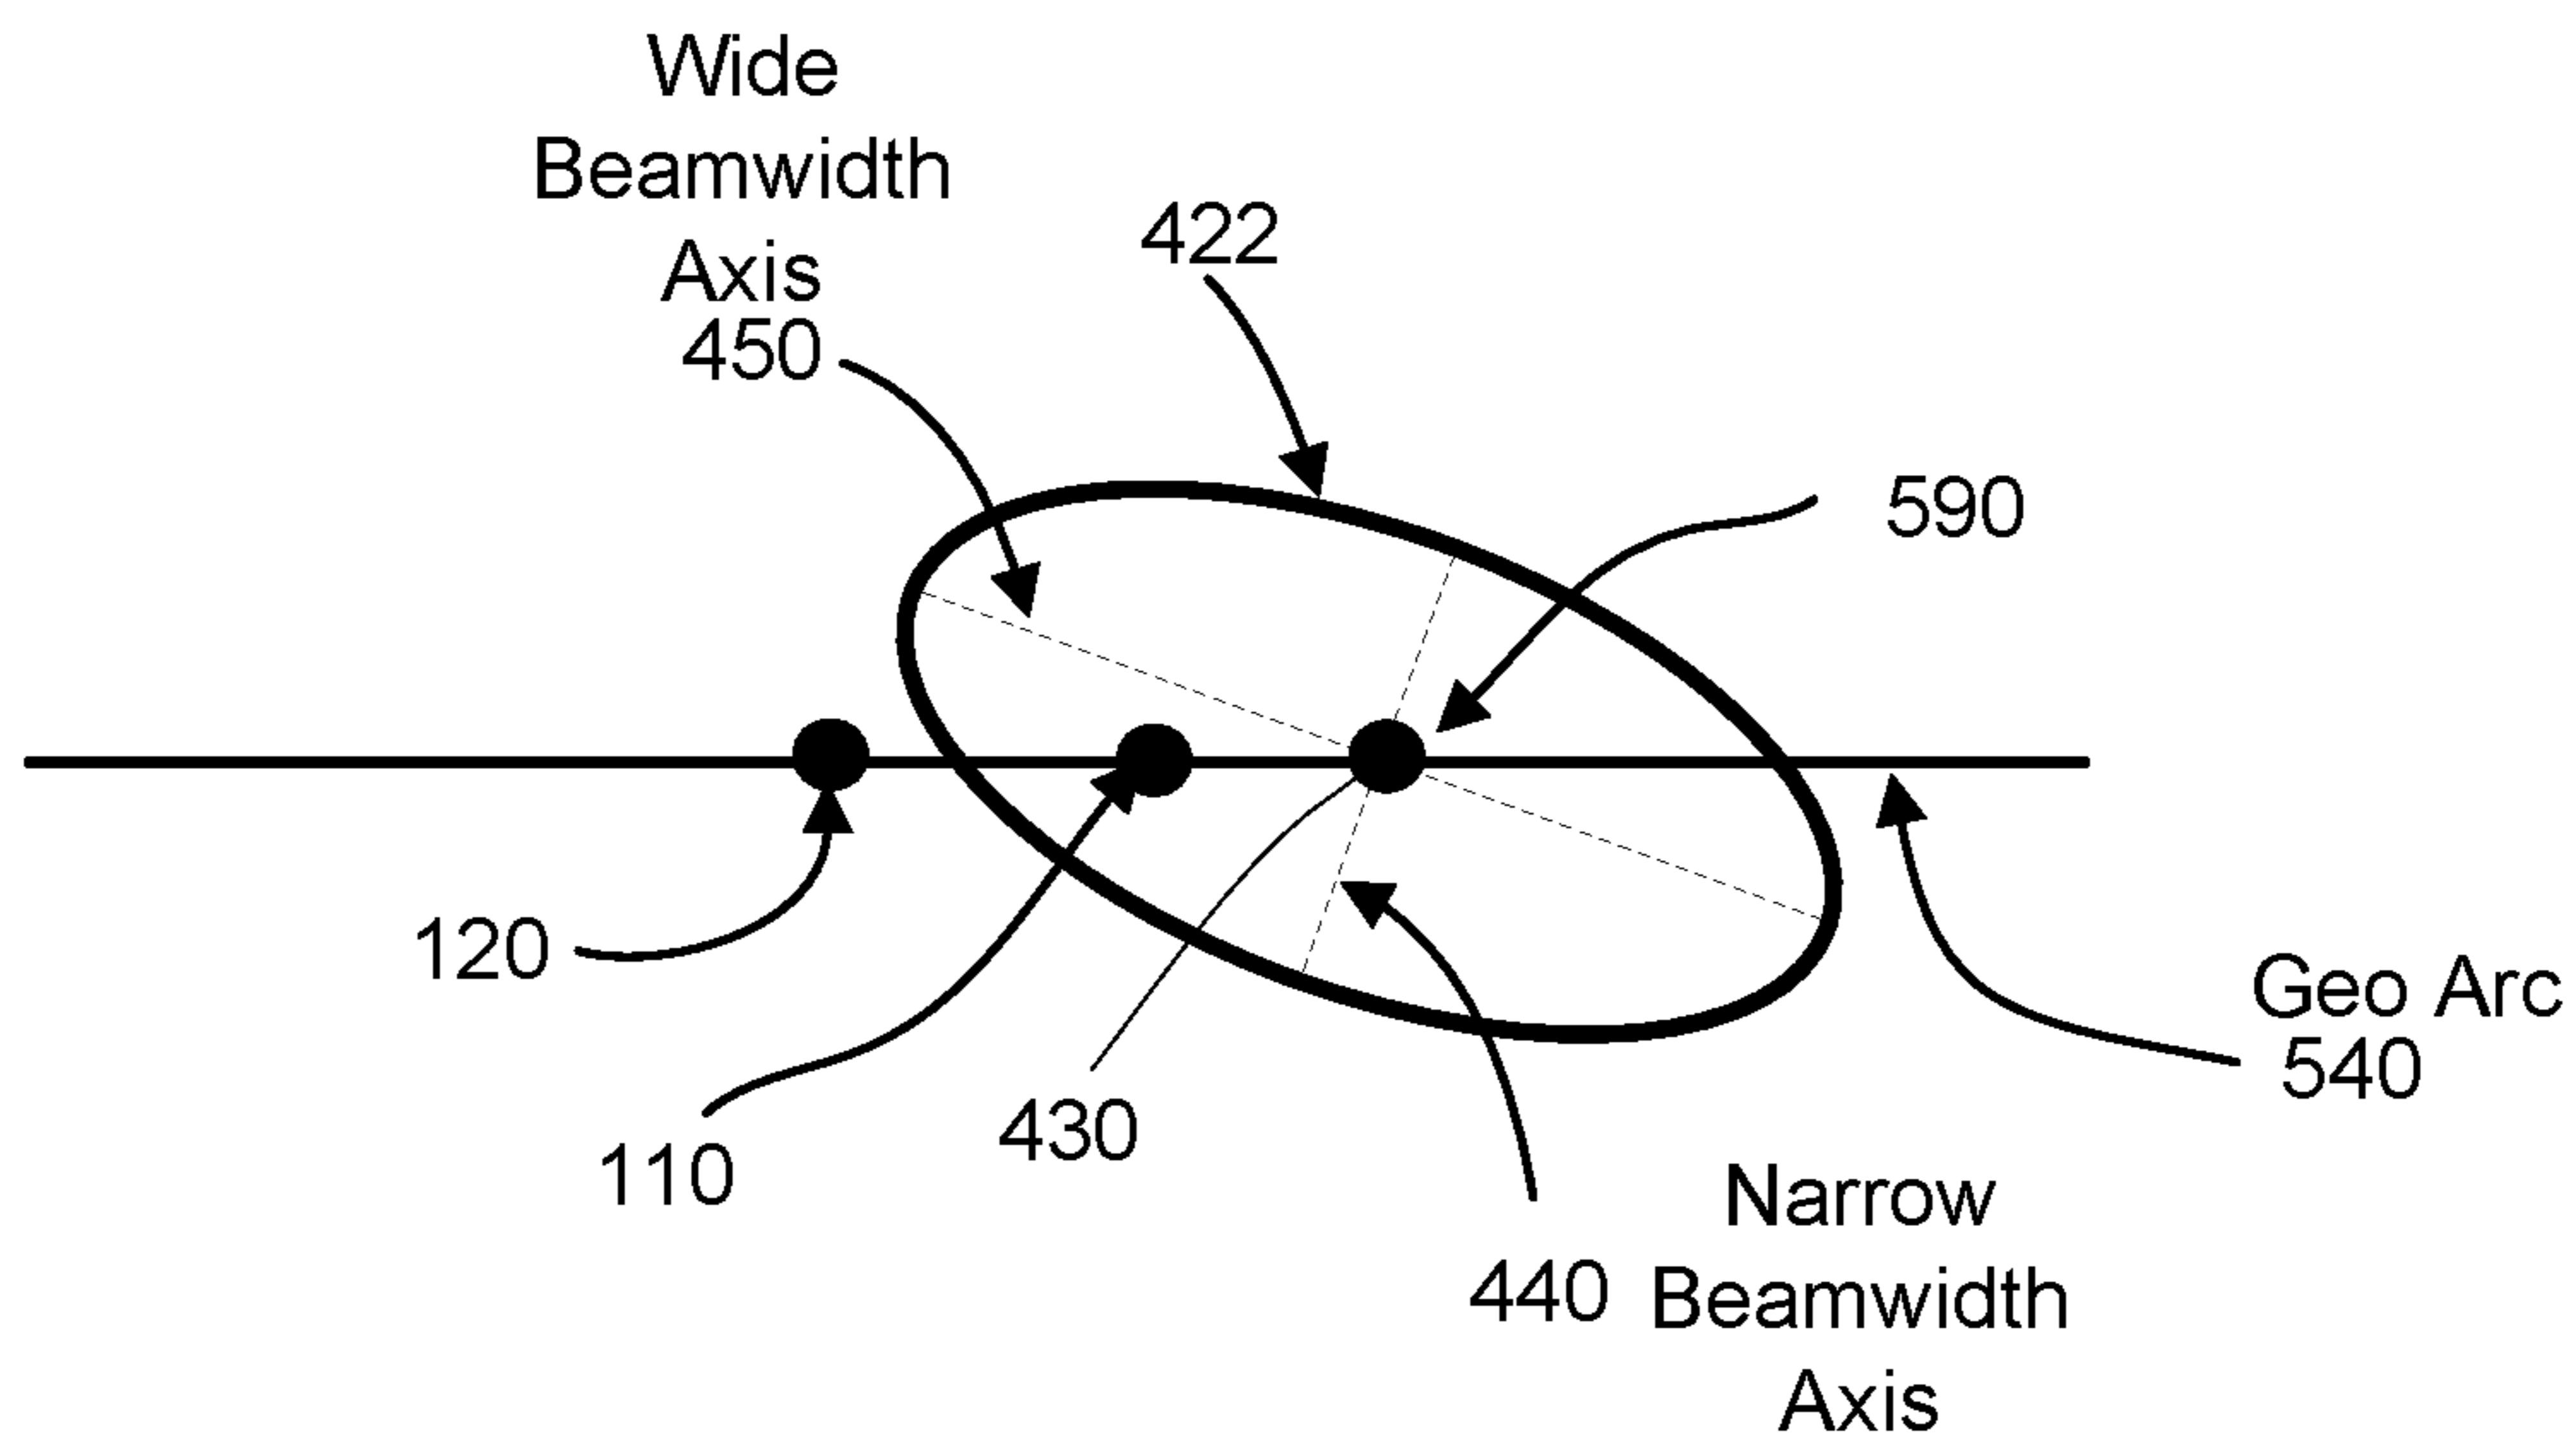 Wide
Beamwidth
Axis
450
422
590
120
110
430
Geo Arc
540
Narrow
440 Beamwidth
Axis